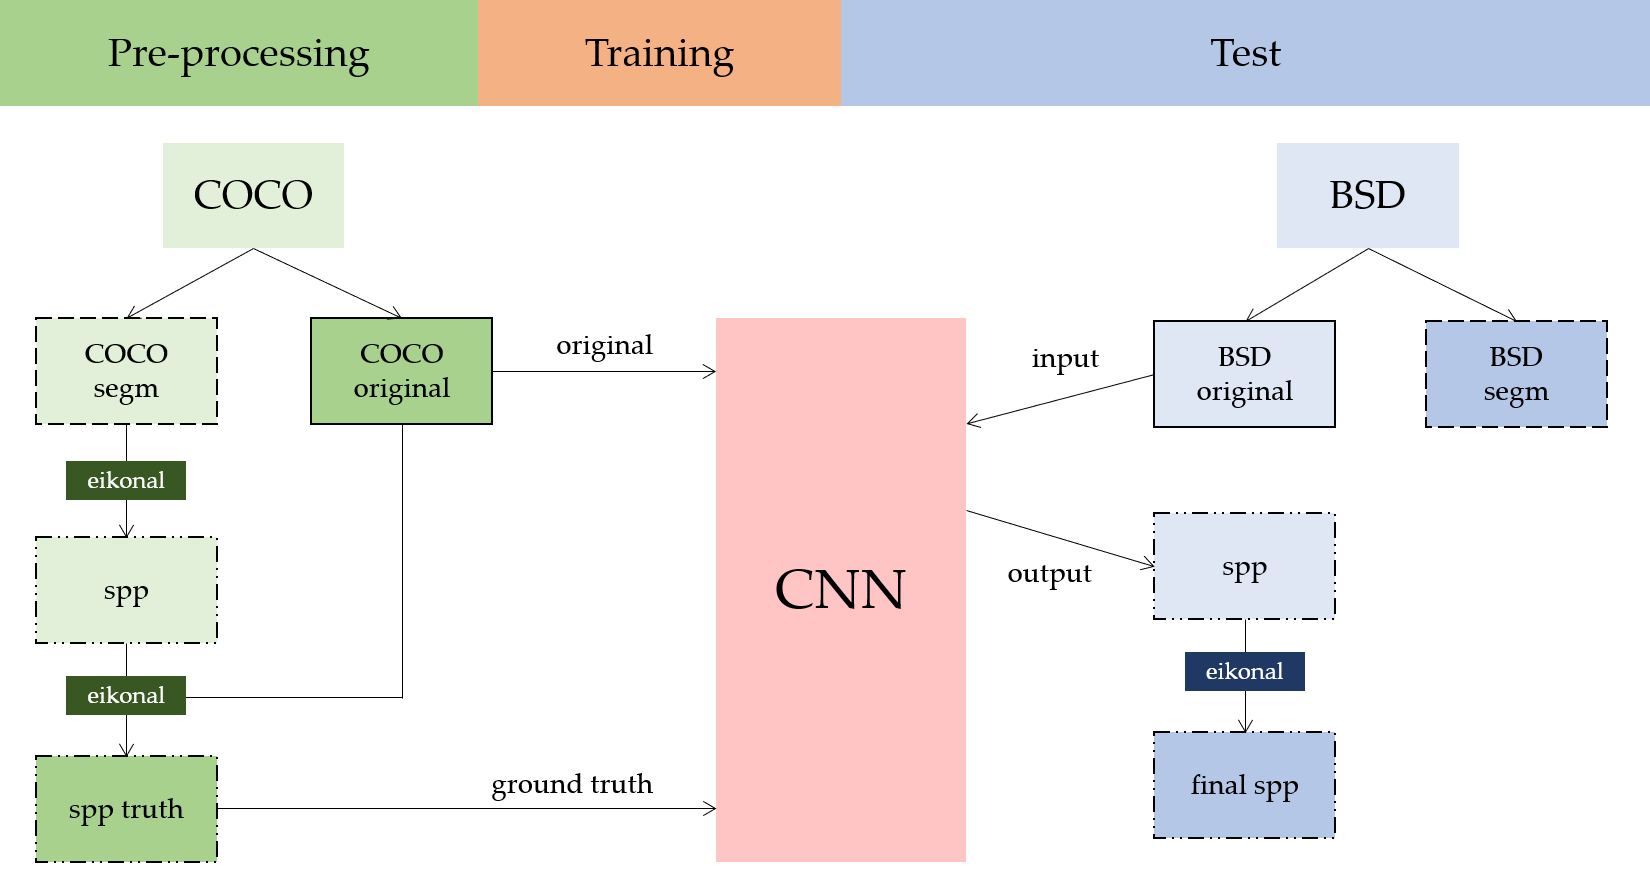 Pre-processing
Training
Test
COCO
BSD
COCO
segm
COCO
original
original
input
BSD
original
BSD
segm
eikonal
spp
CNN
output
spp
eikonal
eikonal
spp truth
ground truth
final spp